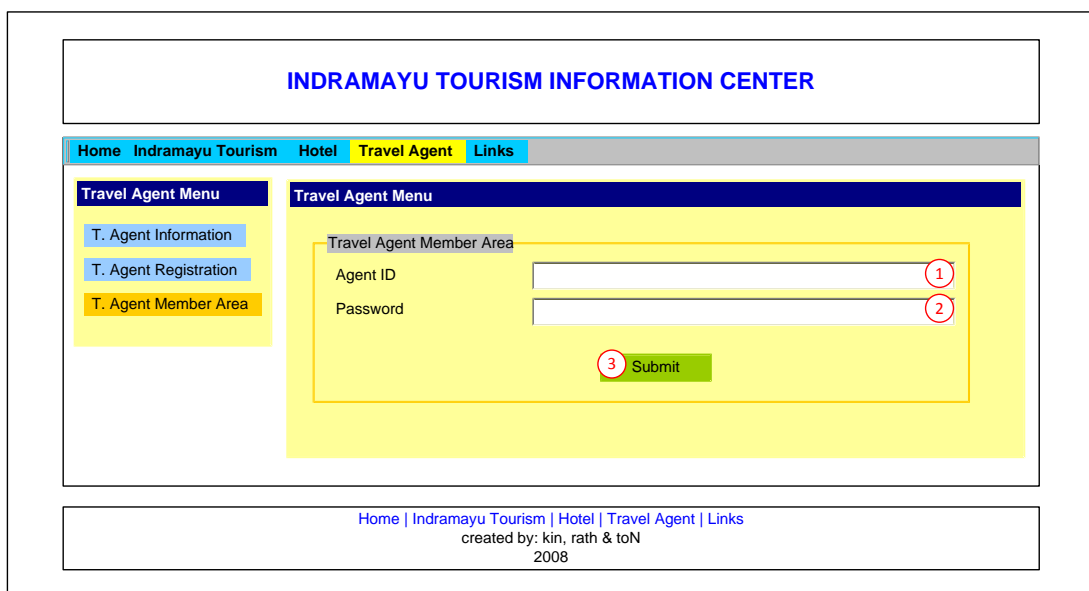 INDRAMAYU TOURISM INFORMATION CENTER
Home Indramayu Tourism Hotel Travel Agent Links
Travel Agent Menu
T. Agent Information
T. Agent Registration
T. Agent Member Area
Travel Agent Menu
Travel Agent Member Area
Agent ID 1
Password 2
3 Submit
Home | Indramayu Tourism | Hotel | Travel Agent | Links
created by: kin, rath & toN
2008